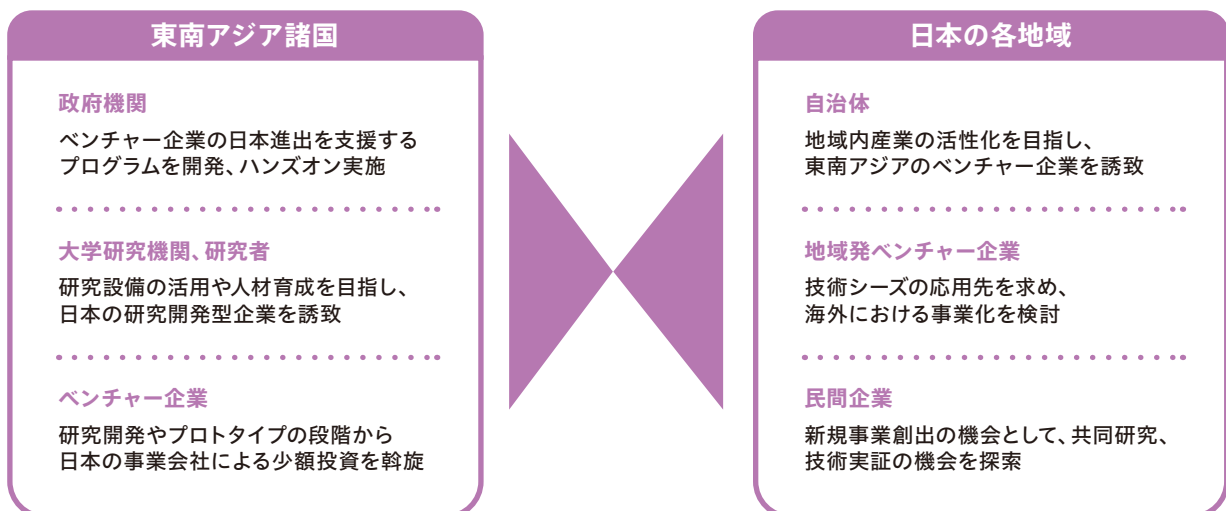 東南アジア諸国
政府機関
ベンチャー企業の日本進出を支援する
プログラムを開発、ハンズオン実施
大学研究機関、研究者
研究設備の活用や人材育成を目指し、
日本の研究開発型企業を誘致
ベンチャー企業
研究開発やプロトタイプの段階から
日本の事業会社による少額投資を斡旋
日本の各地域
自治体
地域内産業の活性化を目指し、
東南アジアのベンチャー企業を誘致
地域発ベンチャー企業
技術シーズの応用先を求め、
海外における事業化を検討
民間企業
新規事業創出の機会として、共同研究、
技術実証の機会を探索